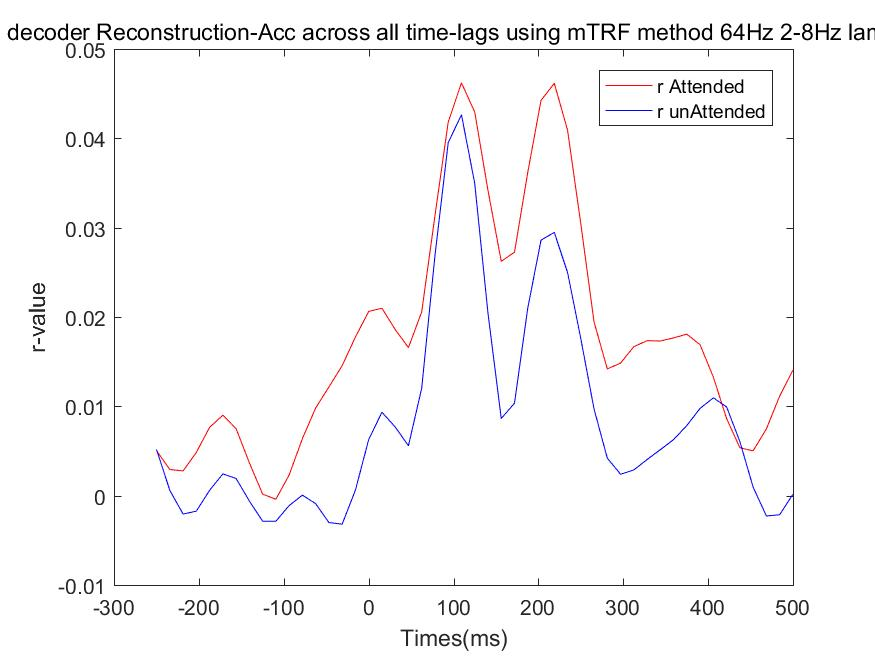 decoder Reconstruction-Acc across all time-lags using mTRF method 64Hz 2-8Hz
0.05
r Attended
r unAttended
0.04
0.03
0.02
0.01
0
-0.01
r-value
-300 -200 -100 0 100 200 300 400 500
Times(ms)